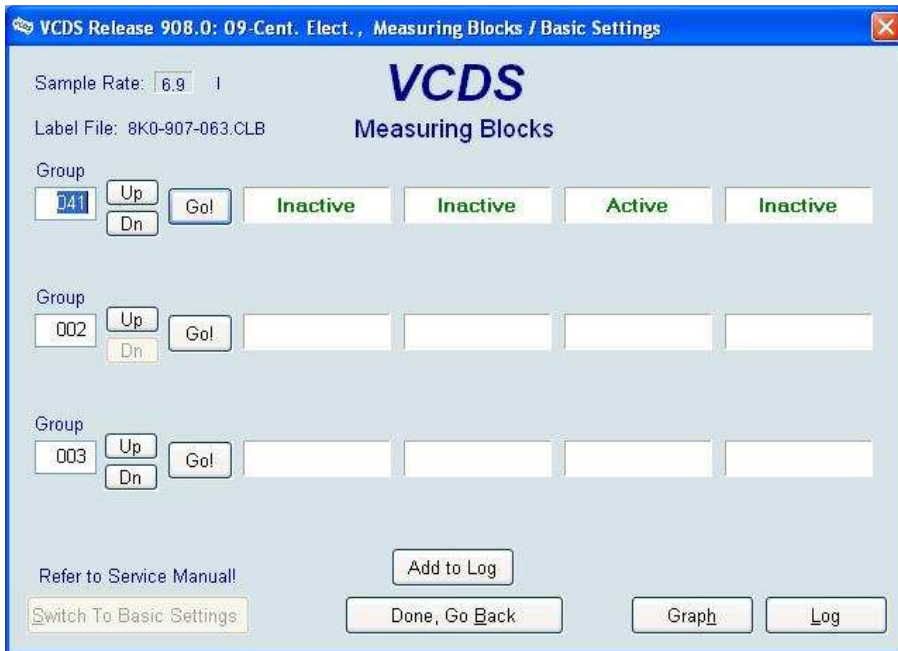 VCDS Release 908.0: 09-Cent. Elect., Measuring Blocks / Basic Settings
Sample Rate: 6.9 I
VCDS
Label File: 8K0-907-063.CLB
Measuring Blocks
Group
041 Up Dn Go! Inactive Inactive Active Inactive
Group
002 Up Dn Go!
Group
003 Up Dn Go!
Add to Log
Refer to Service Manual!
Switch To Basic Settings Done, Go Back Graph Log